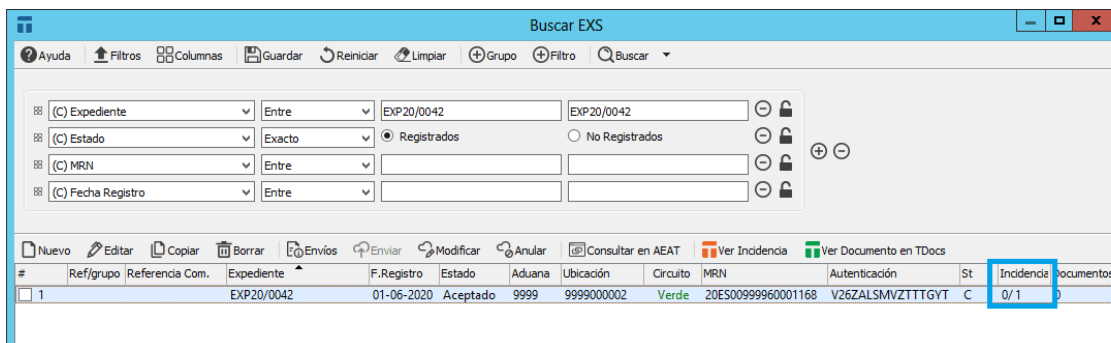 Buscar EXS
Ayuda Filtros Columnas Guardar Reiniciar Limpiar Grupo Filtro Buscar
(C) Expediente Entre EXP20/0042 EXP20/0042
(C) Estado Exacto Registrados No Registrados
(C) MRN Entre
(C) Fecha Registro Entre
Nuevo Editar Copiar Borrar Envíos Enviar Modificar Anular Consultar en AEAT Ver Incidencia Ver Documento en TDocs
# Ref/grupo Referencia Com. Expediente F.Registro Estado Aduana Ubicación Circuito MRN Autenticación St Incidencia Documentos
1 EXP20/0042 01-06-2020 Aceptado 9999 9999000002 Verde 20ES00999960001168 V26ZALSMVZTTTGYT C 0/1 0